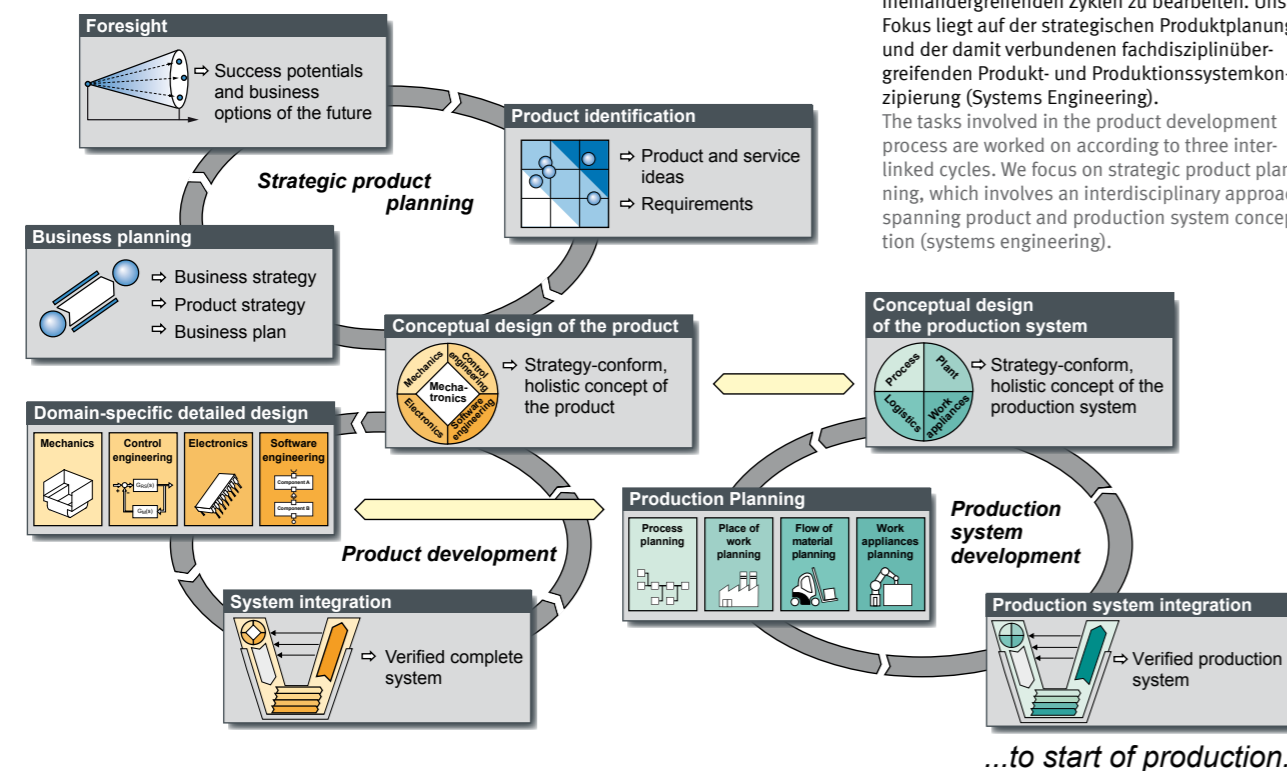 ineinandergreifenden Zyklen zu bearbeiten. Uns
Fokus liegt auf der strategischen Produktplanung
und der damit verbundenen fachdisziplinüber-
greifenden Produkt- und Produktionssystemkon-
zipierung (Systems Engineering).
The tasks involved in the product development
process are worked on according to three inter-
linked cycles. We focus on strategic product plan
ning, which involves an interdisciplinary approac
spanning product and production system concep
tion (systems engineering).
Foresight
⇨ Success potentials
and business
options of the future
Product identification
⇨ Product and service
ideas
⇨ Requirements
Strategic product
planning
Business planning
⇨ Business strategy
⇨ Product strategy
⇨ Business plan
Conceptual design of the product
Mechanics
Control
engineering
Mecha-
tronics
Electronics
Software
engineering
⇨ Strategy-conform,
holistic concept of
the product
Conceptual design
of the production system
Process
Plant
Logistics
Work
appliances
⇨ Strategy-conform,
holistic concept of the
production system
Domain-specific detailed design
Mechanics
Control
engineering
Electronics
Software
engineering
Component A
Component B
Product development
Production Planning
Process
planning
Place of
work
planning
Flow of
material
planning
Work
appliances
planning
Production
system
development
System integration
⇨ Verified complete
system
Production system integration
⇨ Verified production
system
...to start of production.